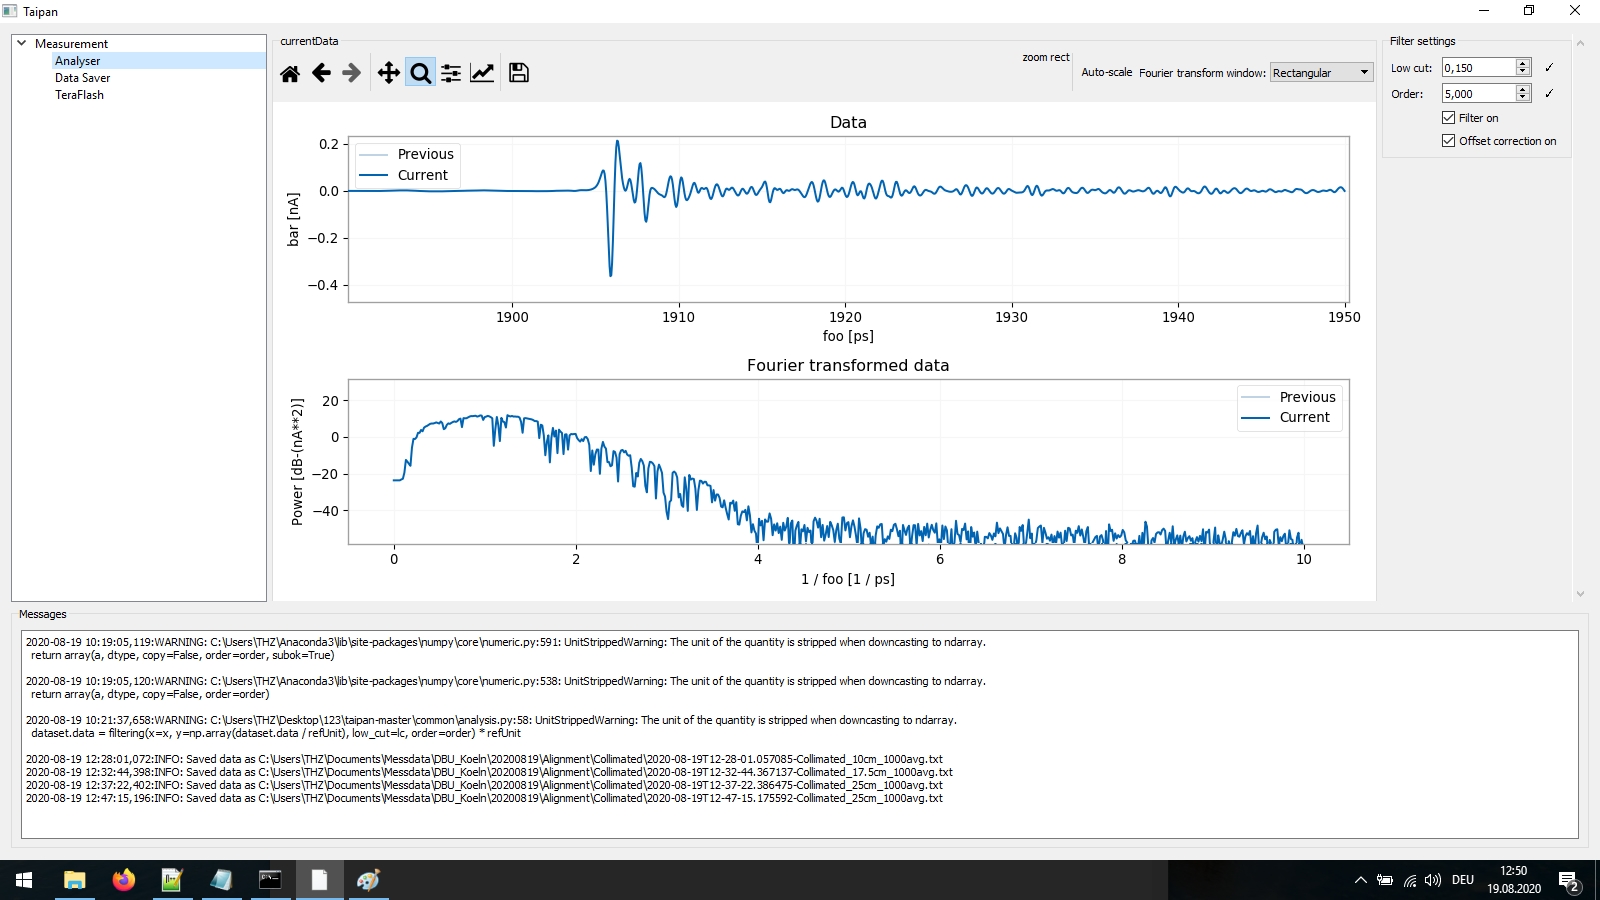 Taipan
Measurement
Analyser
Data Saver
TeraFlash
currentData
zoom rect
Auto-scale
Fourier transform window:
Rectangular
Filter settings
Low cut:
0,150
✓
Order:
5,000
✓
Filter on
Offset correction on
Data
Previous
Current
0.2
0.0
−0.2
−0.4
bar [nA]
1900
1910
1920
1930
1940
1950
foo [ps]
Fourier transformed data
Previous
Current
20
0
−20
−40
Power [dB-(nA**2)]
0
2
4
6
8
10
1 / foo [1 / ps]
Messages
2020-08-19 10:19:05,119:WARNING: C:\Users\THZ\Anaconda3\lib\site-packages\numpy\core\numeric.py:591: UnitStrippedWarning: The unit of the quantity is stripped when downcasting to ndarray.
return array(a, dtype, copy=False, order=order, subok=True)
2020-08-19 10:19:05,120:WARNING: C:\Users\THZ\Anaconda3\lib\site-packages\numpy\core\numeric.py:538: UnitStrippedWarning: The unit of the quantity is stripped when downcasting to ndarray.
return array(a, dtype, copy=False, order=order)
2020-08-19 10:21:37,658:WARNING: C:\Users\THZ\Desktop\123\taipan-master\common\analysis.py:58: UnitStrippedWarning: The unit of the quantity is stripped when downcasting to ndarray.
dataset.data = filtering(x=x, y=np.array(dataset.data / refUnit), low_cut=lc, order=order) * refUnit
2020-08-19 12:28:01,072:INFO: Saved data as C:\Users\THZ\Documents\Messdata\DBU_Koeln\20200819\Alignment\Collimated\2020-08-19T12-28-01.057085-Collimated_10cm_1000avg.txt
2020-08-19 12:32:44,398:INFO: Saved data as C:\Users\THZ\Documents\Messdata\DBU_Koeln\20200819\Alignment\Collimated\2020-08-19T12-32-44.367137-Collimated_17.5cm_1000avg.txt
2020-08-19 12:37:22,402:INFO: Saved data as C:\Users\THZ\Documents\Messdata\DBU_Koeln\20200819\Alignment\Collimated\2020-08-19T12-37-22.386475-Collimated_25cm_1000avg.txt
2020-08-19 12:47:15,196:INFO: Saved data as C:\Users\THZ\Documents\Messdata\DBU_Koeln\20200819\Alignment\Collimated\2020-08-19T12-47-15.175592-Collimated_25cm_1000avg.txt
DEU
12:50
19.08.2020
2